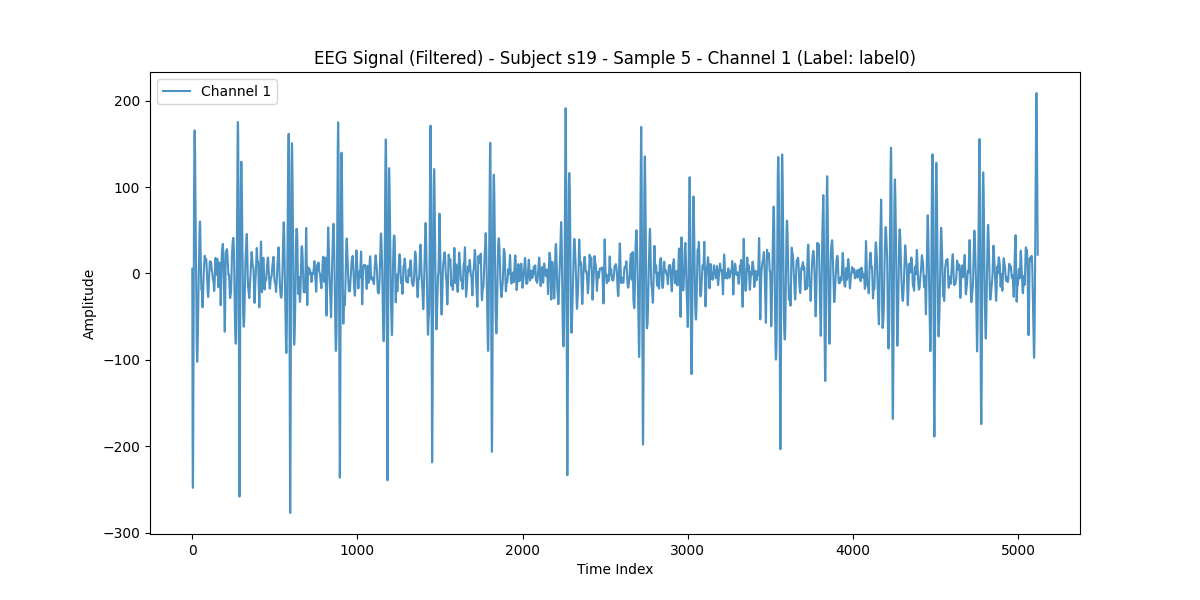 EEG Signal (Filtered) - Subject s19 - Sample 5 - Channel 1 (Label: label0)
Channel 1
200
100
0
−100
−200
−300
Amplitude
0 1000 2000 3000 4000 5000
Time Index